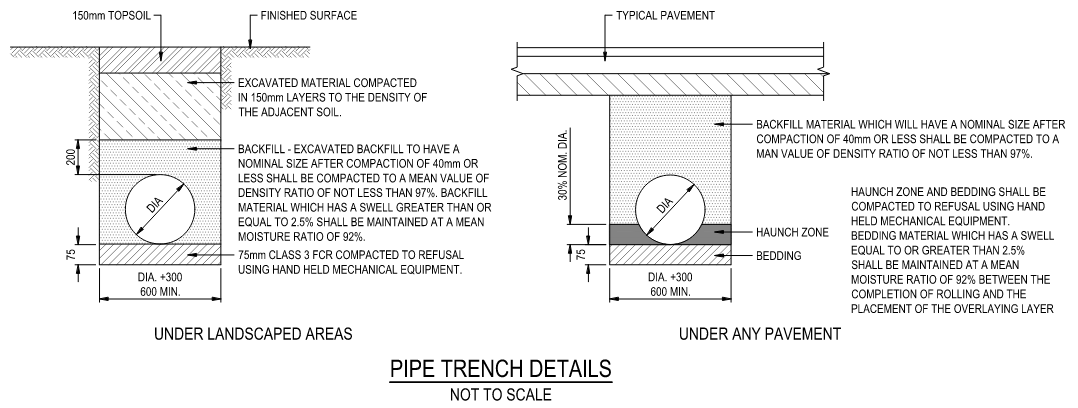 150mm TOPSOIL
FINISHED SURFACE
EXCAVATED MATERIAL COMPACTED
IN 150mm LAYERS TO THE DENSITY OF
THE ADJACENT SOIL.
200
BACKFILL - EXCAVATED BACKFILL TO HAVE A
NOMINAL SIZE AFTER COMPACTION OF 40mm OR
LESS SHALL BE COMPACTED TO A MEAN VALUE OF
DENSITY RATIO OF NOT LESS THAN 97%. BACKFILL
MATERIAL WHICH HAS A SWELL GREATER THAN OR
EQUAL TO 2.5% SHALL BE MAINTAINED AT A MEAN
MOISTURE RATIO OF 92%.
DIA
75
75mm CLASS 3 FCR COMPACTED TO REFUSAL
USING HAND HELD MECHANICAL EQUIPMENT.
DIA. +300
600 MIN.
UNDER LANDSCAPED AREAS
TYPICAL PAVEMENT
BACKFILL MATERIAL WHICH WILL HAVE A NOMINAL SIZE AFTER
COMPACTION OF 40mm OR LESS SHALL BE COMPACTED TO A
MAN VALUE OF DENSITY RATIO OF NOT LESS THAN 97%.
30% NOM. DIA.
DIA
HAUNCH ZONE
BEDDING
75
DIA. +300
600 MIN.
HAUNCH ZONE AND BEDDING SHALL BE
COMPACTED TO REFUSAL USING HAND
HELD MECHANICAL EQUIPMENT.
BEDDING MATERIAL WHICH HAS A SWELL
EQUAL TO OR GREATER THAN 2.5%
SHALL BE MAINTAINED AT A MEAN
MOISTURE RATIO OF 92% BETWEEN THE
COMPLETION OF ROLLING AND THE
PLACEMENT OF THE OVERLAYING LAYER
UNDER ANY PAVEMENT
PIPE TRENCH DETAILS
NOT TO SCALE